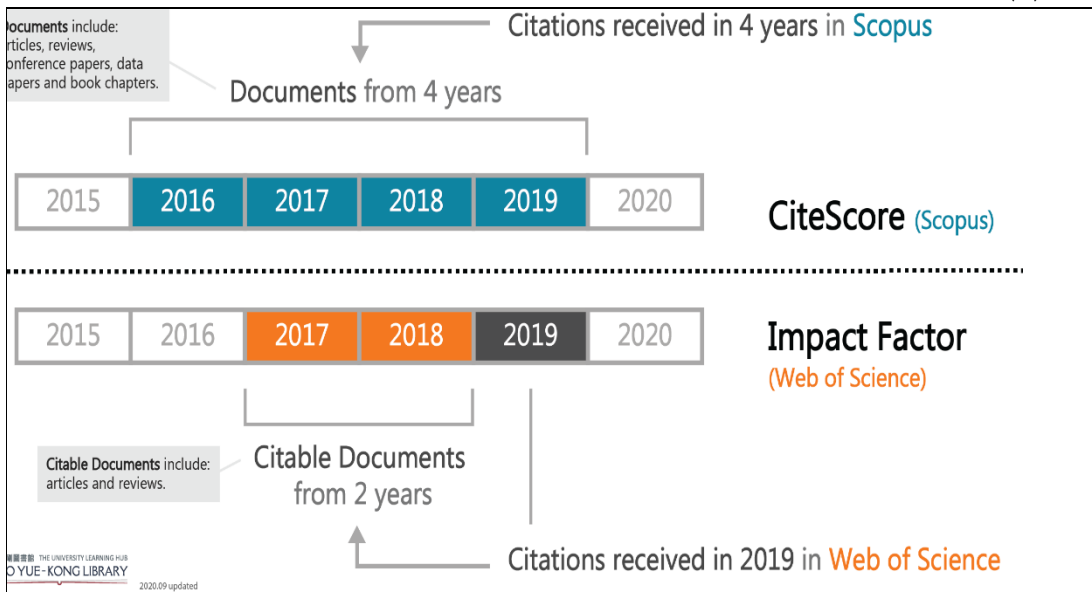 ocuments include:
rticles, reviews,
onference papers, data
apers and book chapters.
Citations received in 4 years in Scopus
Documents from 4 years
2015 2016 2017 2018 2019 2020
CiteScore (Scopus)
2015 2016 2017 2018 2019 2020
Impact Factor
(Web of Science)
Citable Documents include:
articles and reviews.
Citable Documents
from 2 years
Citations received in 2019 in Web of Science
圖書館 THE UNIVERSITY LEARNING HUB
O YUE-KONG LIBRARY
2020.09 updated